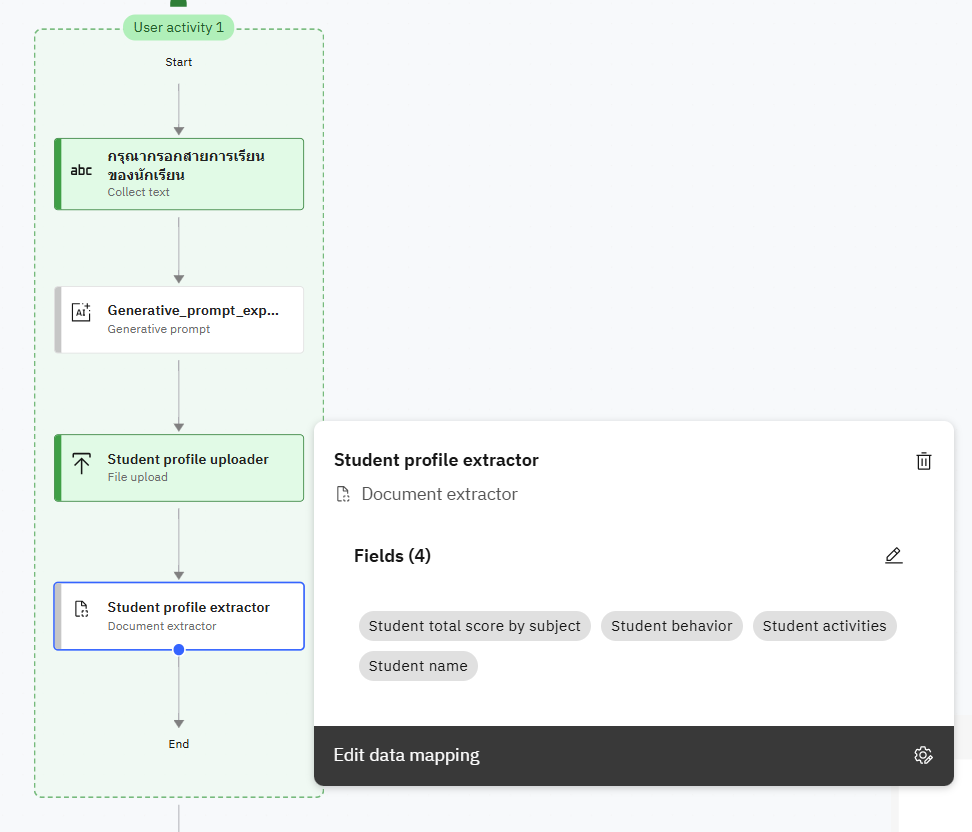 User activity 1
Start
abc
กรุณากรอกสายการเรียน
ของนักเรียน
Collect text
AI
Generative_prompt_exp...
Generative prompt
Student profile uploader
File upload
Student profile extractor
Document extractor
End
Student profile extractor
Document extractor
Fields (4)
Student total score by subject
Student behavior
Student activities
Student name
Edit data mapping